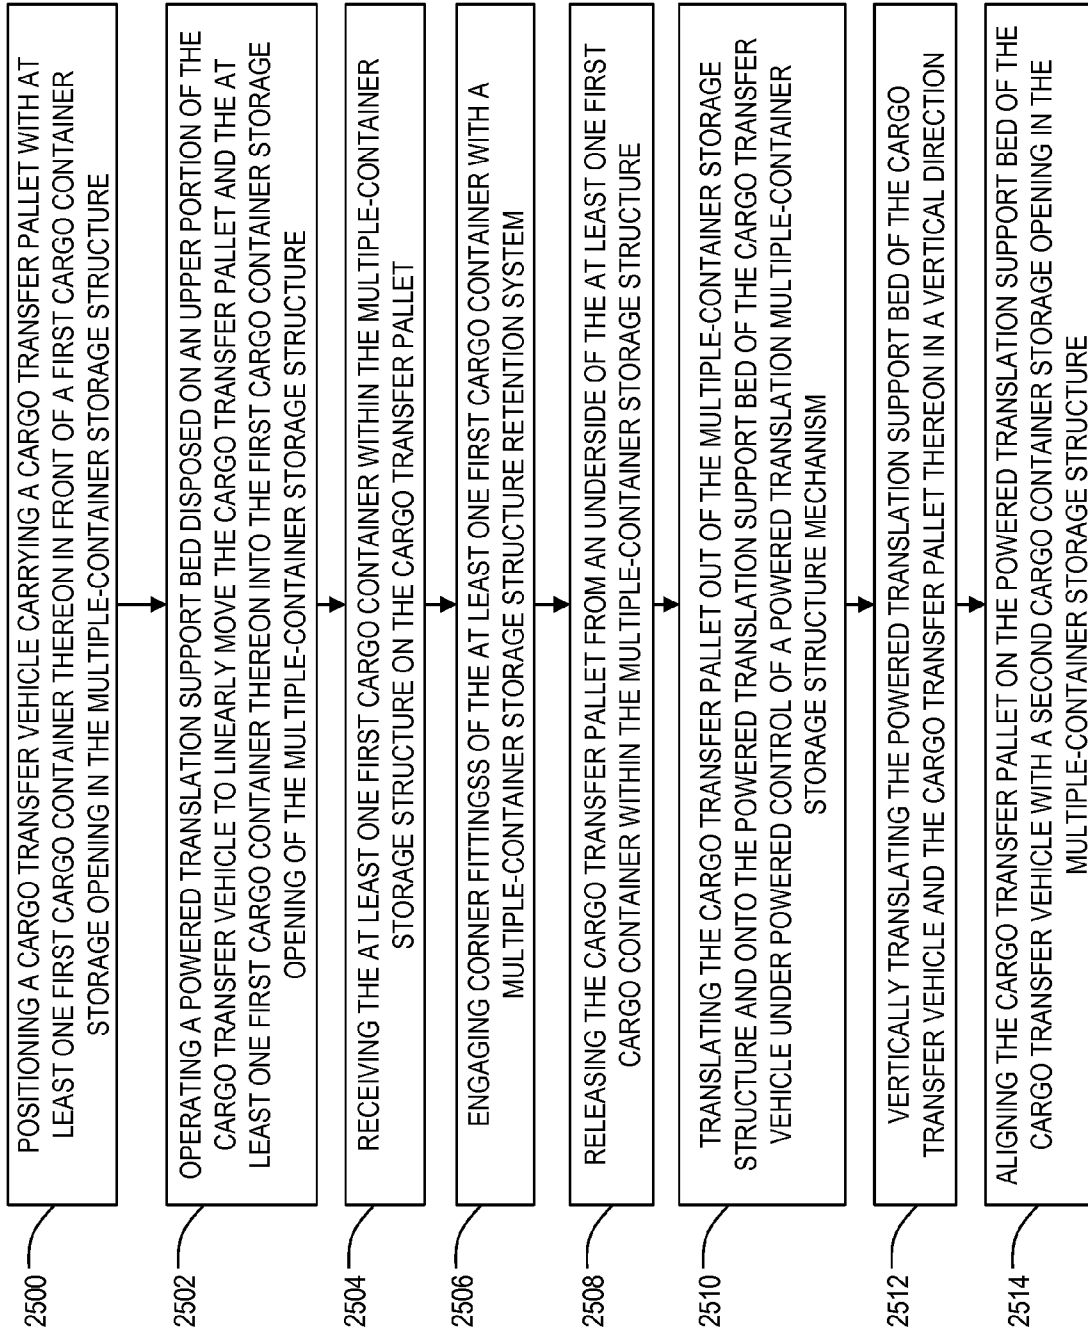 2500
POSITIONING A CARGO TRANSFER VEHICLE CARRYING A CARGO TRANSFER PALLET WITH AT
LEAST ONE FIRST CARGO CONTAINER THEREON IN FRONT OF A FIRST CARGO CONTAINER
STORAGE OPENING IN THE MULTIPLE-CONTAINER STORAGE STRUCTURE
2502
OPERATING A POWERED TRANSLATION SUPPORT BED DISPOSED ON AN UPPER PORTION OF THE
CARGO TRANSFER VEHICLE TO LINEARLY MOVE THE CARGO TRANSFER PALLET AND THE AT
LEAST ONE FIRST CARGO CONTAINER THEREON INTO THE FIRST CARGO CONTAINER STORAGE
OPENING OF THE MULTIPLE-CONTAINER STORAGE STRUCTURE
2504
RECEIVING THE AT LEAST ONE FIRST CARGO CONTAINER WITHIN THE MULTIPLE-CONTAINER
STORAGE STRUCTURE ON THE CARGO TRANSFER PALLET
2506
ENGAGING CORNER FITTINGSS OF THE AT LEAST ONE FIRST CARGO CONTAINER WITH A
MULTIPLE-CONTAINER STORAGE STRUCTURE RETENTION SYSTEM
2508
RELEASING THE CARGO TRANSFER PALLET FROM AN UNDERSIDE OF THE AT LEAST ONE FIRST
CARGO CONTAINER WITHIN THE MULTIPLE-CONTAINER STORAGE STRUCTURE
2510
TRANSLATING THE CARGO TRANSFER PALLET OUT OF THE MULTIPLE-CONTAINER STORAGE
STRUCTURE AND ONTO THE POWERED TRANSLATION SUPPORT BED OF THE CARGO TRANSFER
VEHICLE UNDER POWERED CONTROL OF A POWERED TRANSLATION MULTIPLE-CONTAINER
STORAGE STRUCTURE MECHANISM
2512
VERTICALLY TRANSLATING THE POWERED TRANSLATION SUPPORT BED OF THE CARGO
TRANSFER VEHICLE AND THE CARGO TRANSFER PALLET THEREON IN A VERTICAL DIRECTION
2514
ALIGNING THE CARGO TRANSFER PALLET ON THE POWERED TRANSLATION SUPPORT BED OF THE
CARGO TRANSFER VEHICLE WITH A SECOND CARGO CONTAINER STORAGE OPENING IN THE
MULTIPLE-CONTAINER STORAGE STRUCTURE